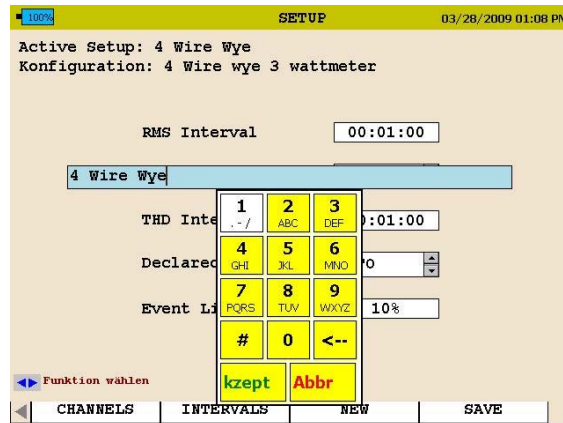 100% SETUP 03/28/2009 01:08 PM
Active Setup: 4 Wire Wye
Konfiguration: 4 Wire wye 3 wattmeter
RMS Interval 00:01:00
4 Wire Wye
THD Inte :01:00
Declared
Event Li 10%
1 2 3
.-/ ABC DEF
4 5 6
GHI JKL MNO
7 8 9
PQRS TUV WXYZ
# 0 <--
kzept Abbr
Funktion wählen
CHANNELS INTERVALS NEW SAVE